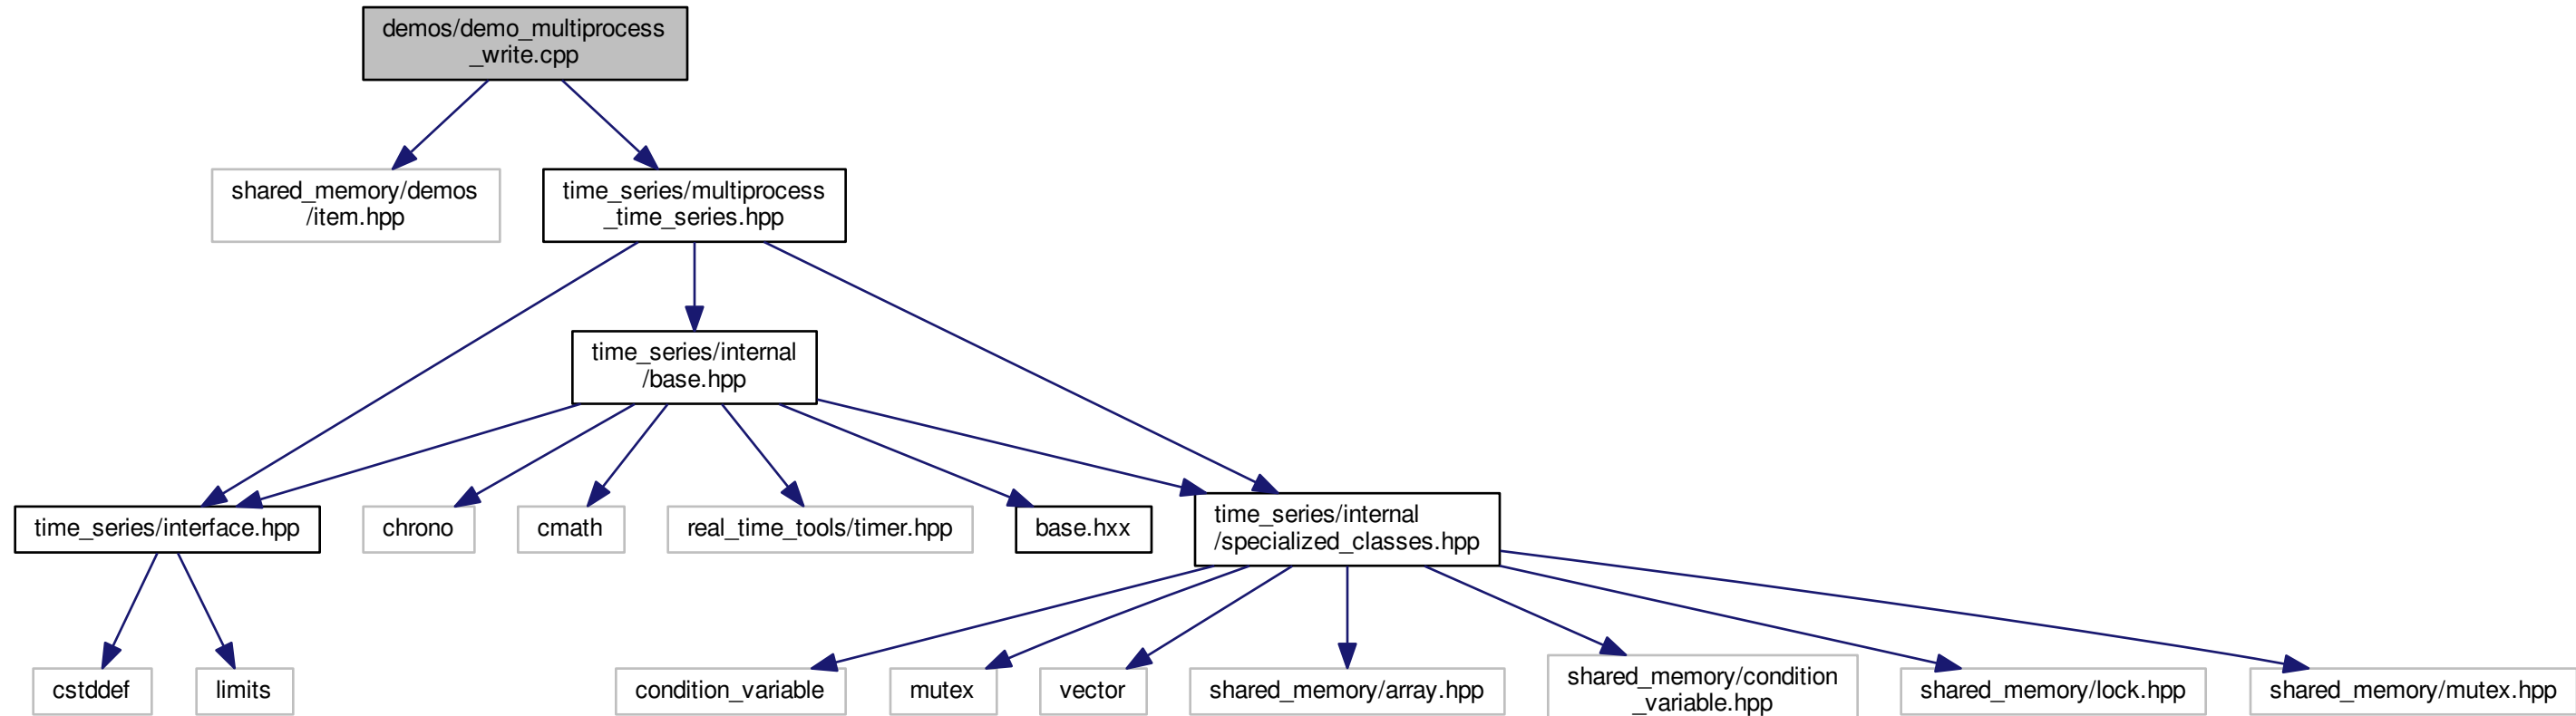 demos/demo_multiprocess
_write.cpp
shared_memory/demos
/item.hpp
time_series/multiprocess
_time_series.hpp
time_series/internal
/base.hpp
time_series/interface.hpp
chrono
cmath
real_time_tools/timer.hpp
base.hxx
time_series/internal
/specialized_classes.hpp
cstddef
limits
condition_variable
mutex
vector
shared_memory/array.hpp
shared_memory/condition
_variable.hpp
shared_memory/lock.hpp
shared_memory/mutex.hpp